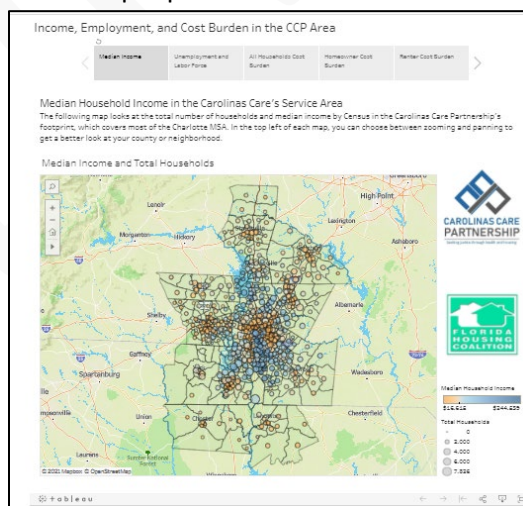 Income, Employment, and Cost Burden in the CCP Area
Median Income
Unemployment and
Labor Force
All Households Cost
Burden
Homeowner Cost
Burden
Renter Cost Burden
Median Household Income in the Carolinas Care's Service Area
The following map looks at the total number of households and median income by Census in the Carolinas Care Partnership's
footprint, which covers most of the Charlotte MSA. In the top left of each map, you can choose between zooming and panning to
get a better look at your county or neighborhood.
Median Income and Total Households
Lenoir
High Point
Lexington
Morganton
Hickory
Asheboro
Albemarle
Shelby
Gaffney
Spartanburg
Wadesboro
Union
Chester
Chesterfield
Laurens
Sumter National
Forest
© 2021 Mapbox © OpenStreetMap
CAROLINAS CARE
PARTNERSHIP
FLORIDA
HOUSING
COALITION
Median Household Income
Total Households
0
2,000
4,000
6,000
+ableau